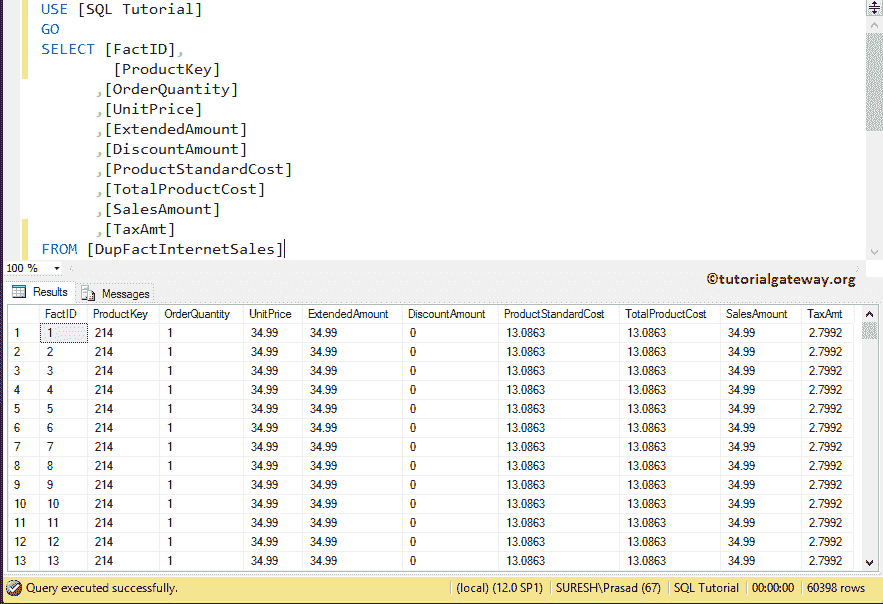 USE [SQL Tutorial]
GO
SELECT [FactID],
[ProductKey]
,[OrderQuantity]
,[UnitPrice]
,[ExtendedAmount]
,[DiscountAmount]
,[ProductStandardCost]
,[TotalProductCost]
,[SalesAmount]
,[TaxAmt]
FROM [DupFactInternetSales]
100 %
©tutorialgateway.org
Results Messages
FactID ProductKey OrderQuantity UnitPrice ExtendedAmount DiscountAmount ProductStandardCost TotalProductCost SalesAmount TaxAmt
1 1 214 1 34.99 34.99 0 13.0863 13.0863 34.99 2.7992
2 2 214 1 34.99 34.99 0 13.0863 13.0863 34.99 2.7992
3 3 214 1 34.99 34.99 0 13.0863 13.0863 34.99 2.7992
4 4 214 1 34.99 34.99 0 13.0863 13.0863 34.99 2.7992
5 5 214 1 34.99 34.99 0 13.0863 13.0863 34.99 2.7992
6 6 214 1 34.99 34.99 0 13.0863 13.0863 34.99 2.7992
7 7 214 1 34.99 34.99 0 13.0863 13.0863 34.99 2.7992
8 8 214 1 34.99 34.99 0 13.0863 13.0863 34.99 2.7992
9 9 214 1 34.99 34.99 0 13.0863 13.0863 34.99 2.7992
10 10 214 1 34.99 34.99 0 13.0863 13.0863 34.99 2.7992
11 11 214 1 34.99 34.99 0 13.0863 13.0863 34.99 2.7992
12 12 214 1 34.99 34.99 0 13.0863 13.0863 34.99 2.7992
13 13 214 1 34.99 34.99 0 13.0863 13.0863 34.99 2.7992
Query executed successfully. (local) (12.0 SP1) SURESH\Prasad (67) SQL Tutorial 00:00:00 60398 rows